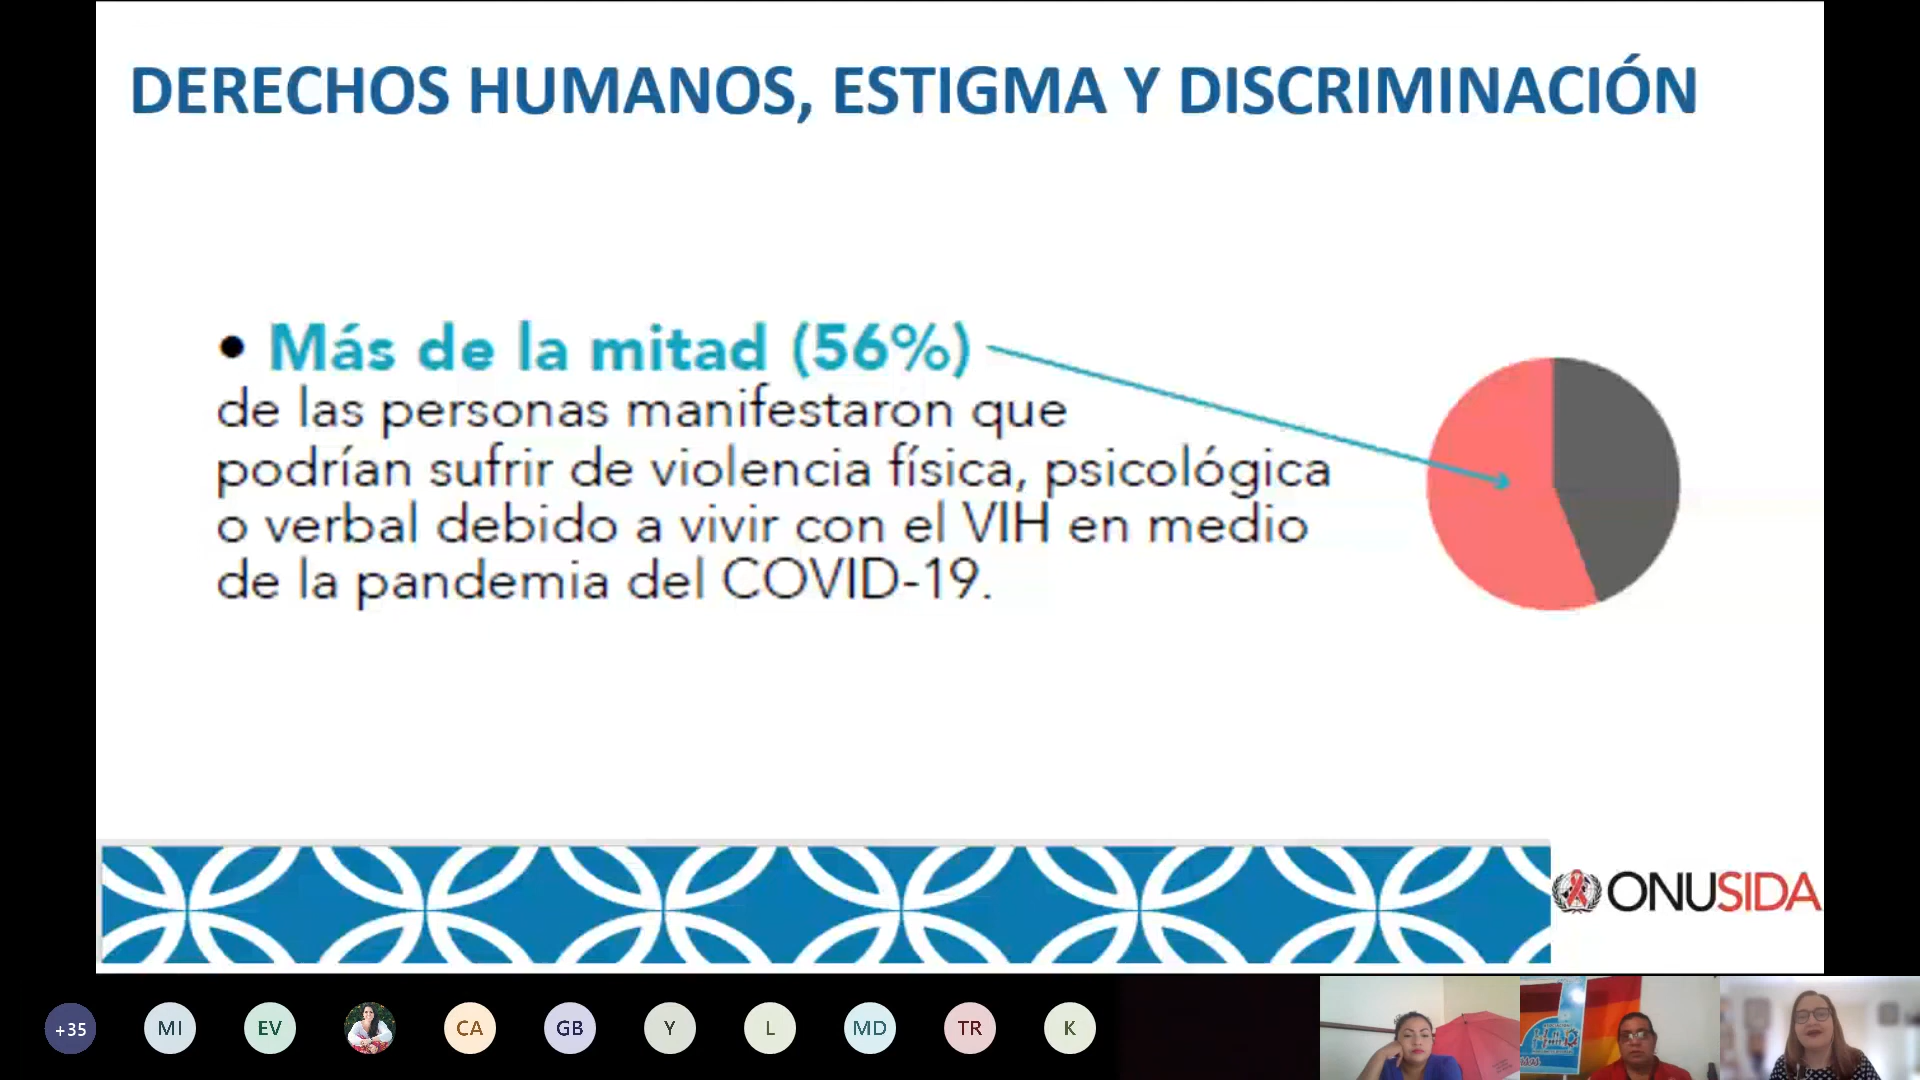 DERECHOS HUMANOS, ESTIGMA Y DISCRIMINACIÓN
• Más de la mitad (56%)
de las personas manifestaron que
podrían sufrir de violencia física, psicológica
o verbal debido a vivir con el VIH en medio
de la pandemia del COVID-19.
ONUSIDA
+35
MI
EV
CA
GB
Y
L
MD
TR
K